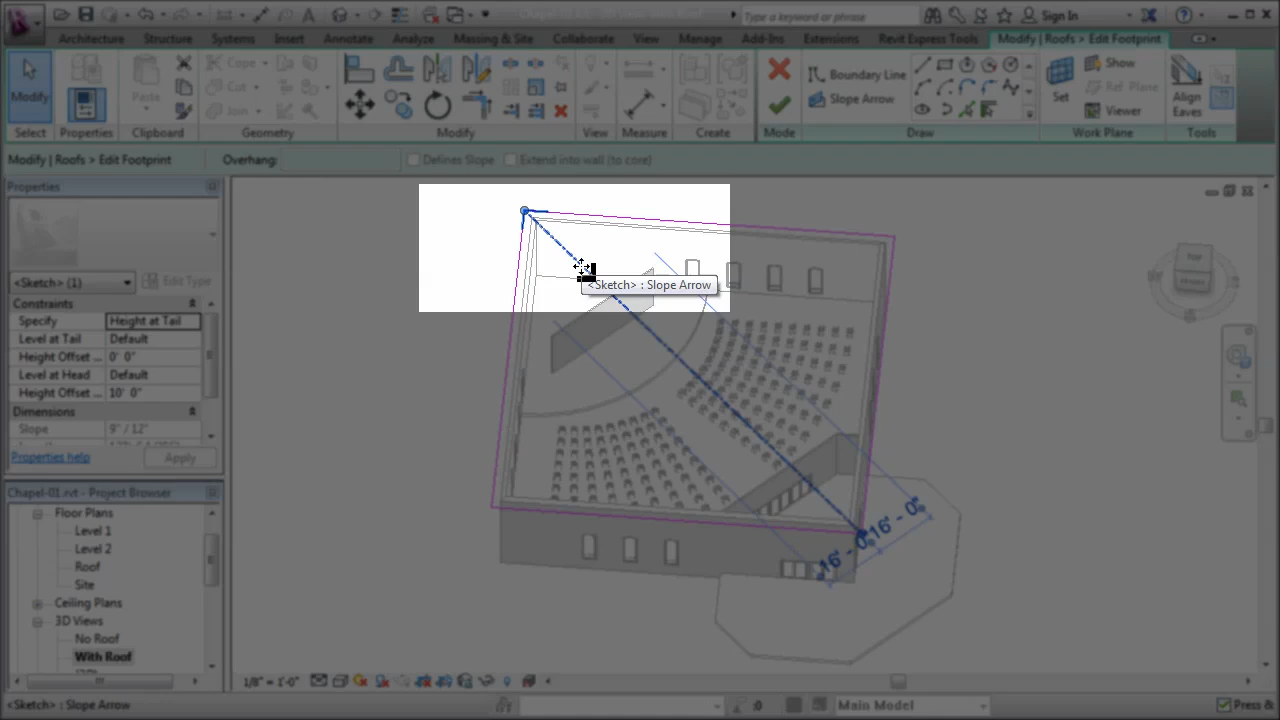 Type a keyword or phrase
Sign In
Architecture Structure Systems Insert Annotate Analyze Massing & Site Collaborate View Manage Add-Ins Extensions Revit Express Tools Modify | Roofs > Edit Footprint
Modify Paste Cope Cut Join Boundary Line Slope Arrow Set Show Ref Plane Viewer Align Eaves
Select Properties Clipboard Geometry Modify View Measure Create Mode Draw Work Plane Tools
Modify | Roofs > Edit Footprint Overhang: Defines Slope Extend into wall (to core)
Properties
<Sketch> (1) Edit Type
Constraints
Specify Height at Tail
Level at Tail Default
Height Offset ... 0' 0"
Level at Head Default
Height Offset ... 10' 0"
Dimensions
Slope 9" / 12"
Properties help Apply
Chapel-01.rvt - Project Browser
Floor Plans
Level 1
Level 2
Roof
Site
Ceiling Plans
3D Views
No Roof
With Roof
TOP
<Sketch> : Slope Arrow
16' - 0"
16' - 0"
1/8" = 1'-0"
<Sketch> : Slope Arrow :0 Main Model Press &